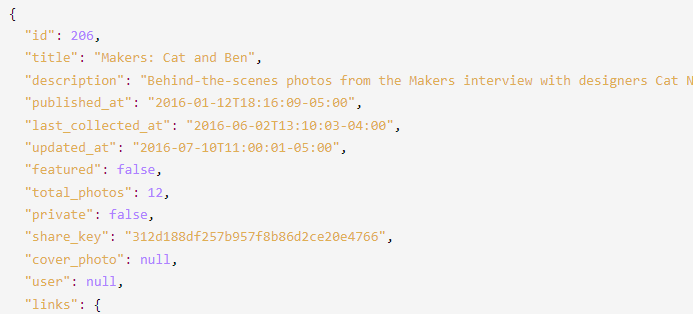 {
"id": 206,
"title": "Makers: Cat and Ben",
"description": "Behind-the-scenes photos from the Makers interview with designers Cat N
"published_at": "2016-01-12T18:16:09-05:00",
"last_collected_at": "2016-06-02T13:10:03-04:00",
"updated_at": "2016-07-10T11:00:01-05:00",
"featured": false,
"total_photos": 12,
"private": false,
"share_key": "312d188df257b957f8b86d2ce20e4766",
"cover_photo": null,
"user": null,
"links": {